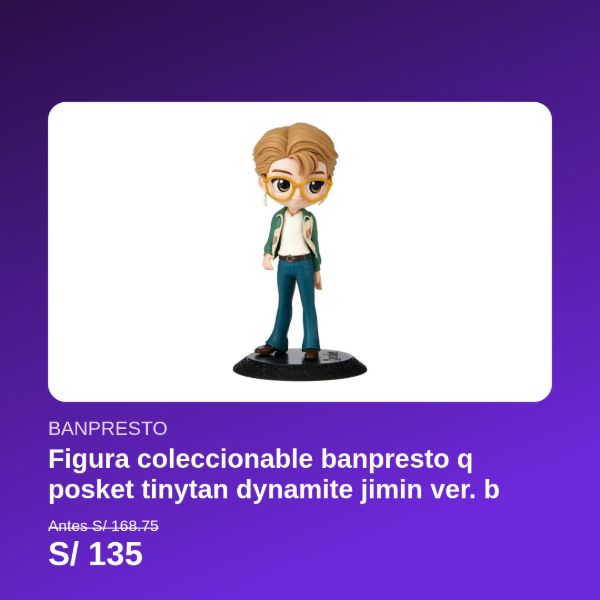 BANPRESTO
Figura coleccionable banpresto q
posket tinytan dynamite jimin ver. b
Antes S/ 168.75
S/ 135